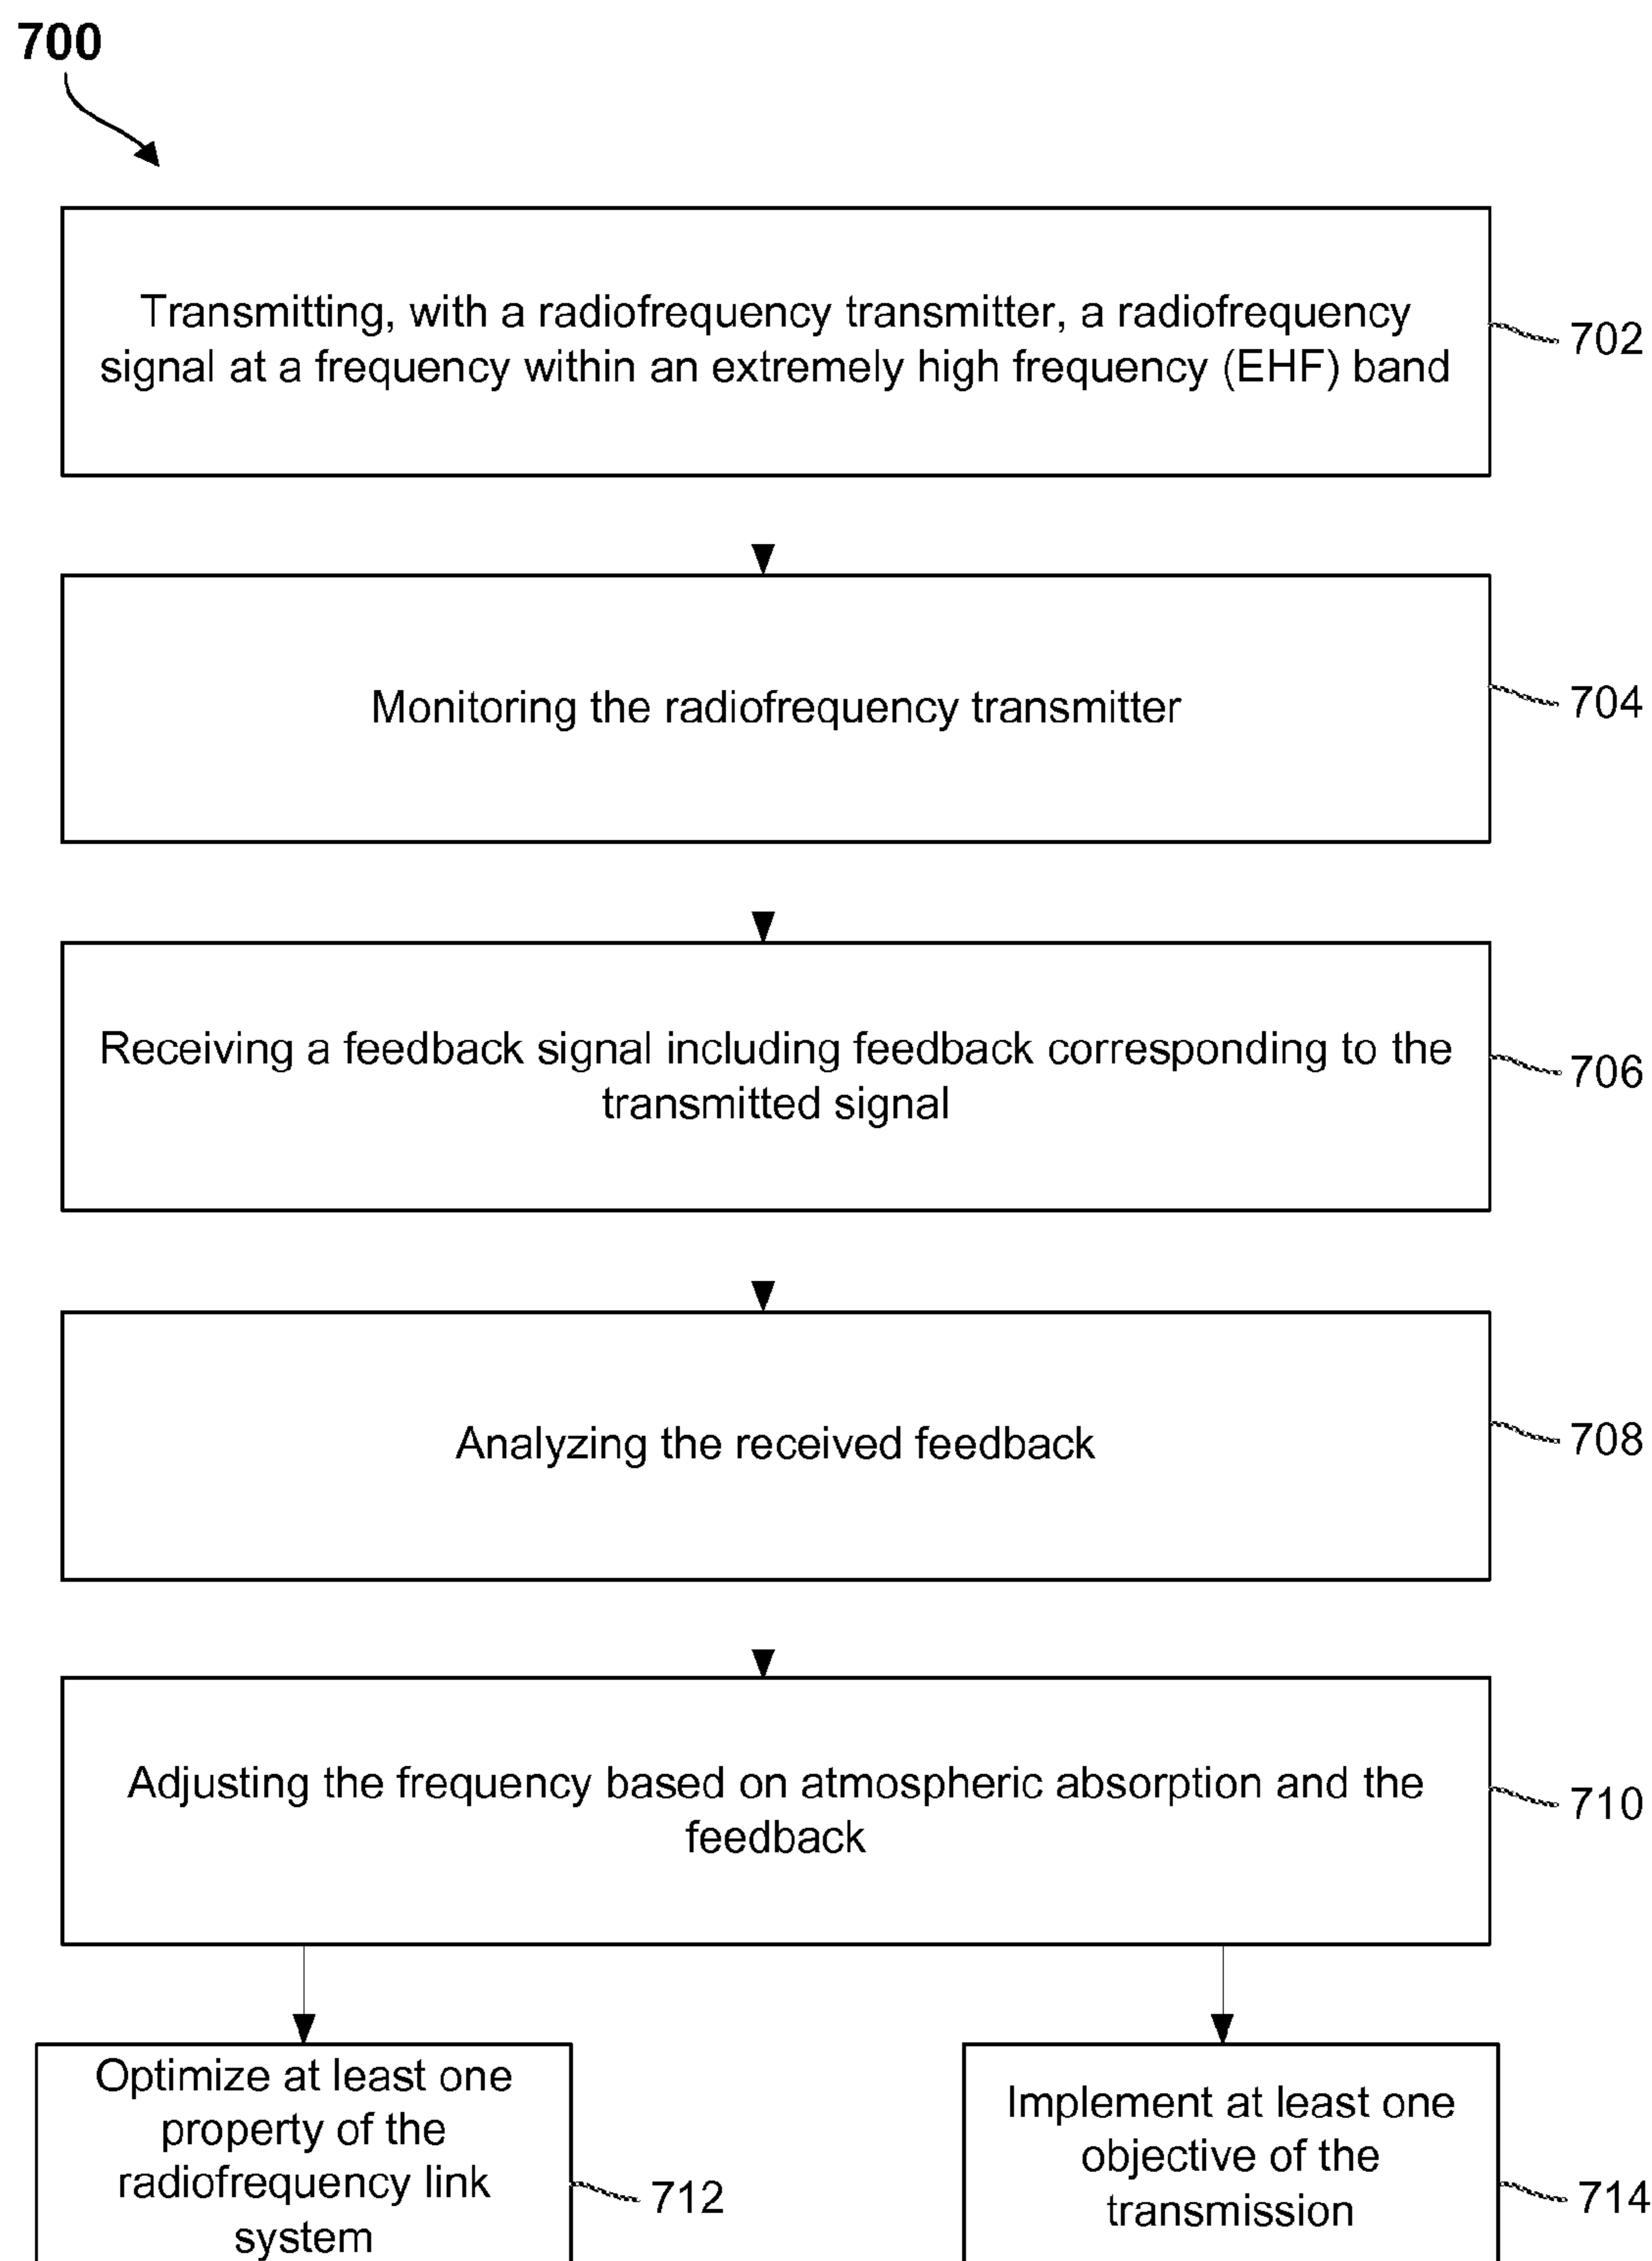 700
Transmitting, with a radiofrequency transmitter, a radiofrequency
signal at a frequency within an extremely high frequency (EHF) band
702
Monitoring the radiofrequency transmitter
704
Receiving a feedback signal including feedback corresponding to the
transmitted signal
706
Analyzing the received feedback
708
Adjusting the frequency based on atmospheric absorption and the
feedback
710
Optimize at least one
property of the
radiofrequency link
system
712
Implement at least one
objective of the
transmission
714